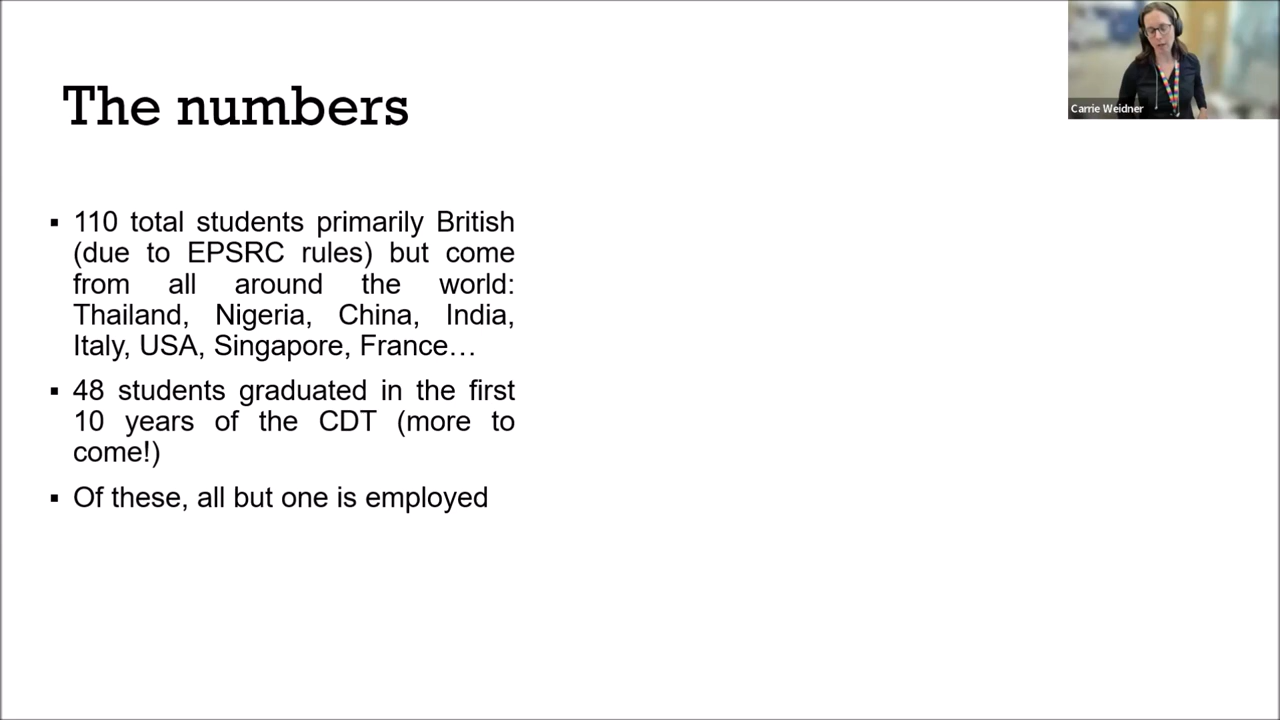 The numbers
Carrie Weidner
▪ 110 total students primarily British
(due to EPSRC rules) but come
from all around the world:
Thailand, Nigeria, China, India,
Italy, USA, Singapore, France…
▪ 48 students graduated in the first
10 years of the CDT (more to
come!)
▪ Of these, all but one is employed